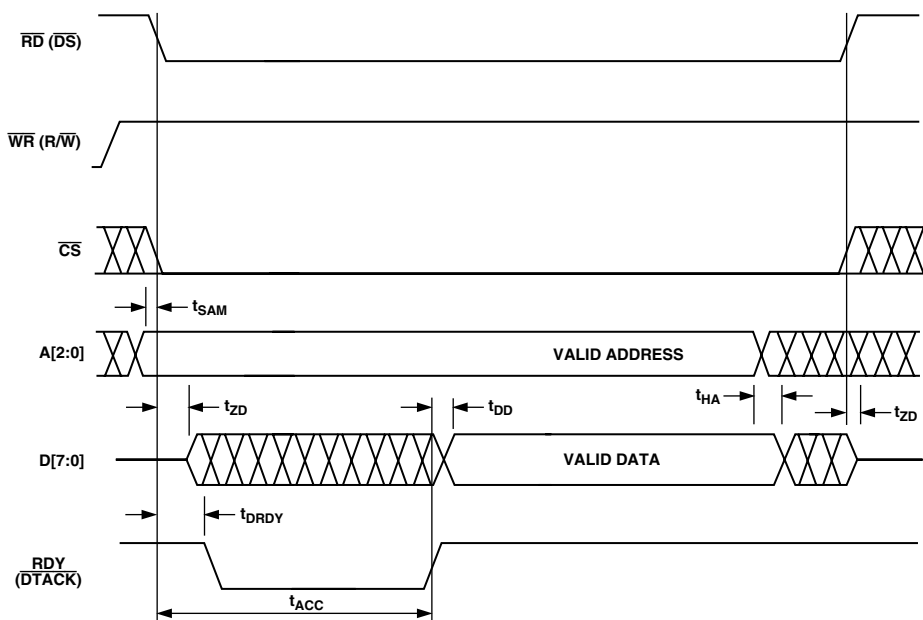 RD (DS)
WR (R/W)
CS
tSAM
A[2:0]
VALID ADDRESS
tZD
tDD
tHA
tZD
D[7:0]
VALID DATA
tDRDY
RDY
(DTACK)
tACC